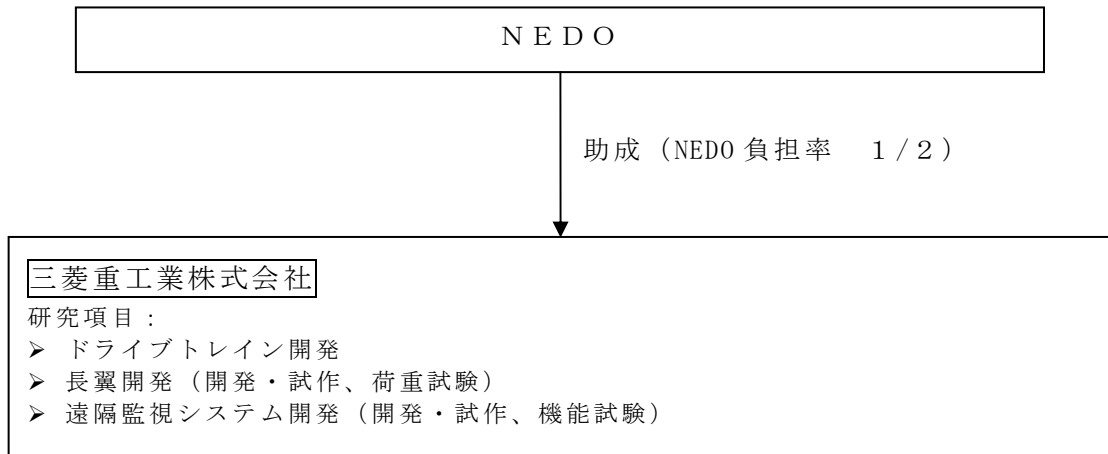 ＮＥＤＯ
助成（NEDO 負担率　１/２）
三菱重工業株式会社
研究項目：
➢ ドライブトレイン開発
➢ 長翼開発（開発・試作、荷重試験）
➢ 遠隔監視システム開発（開発・試作、機能試験）